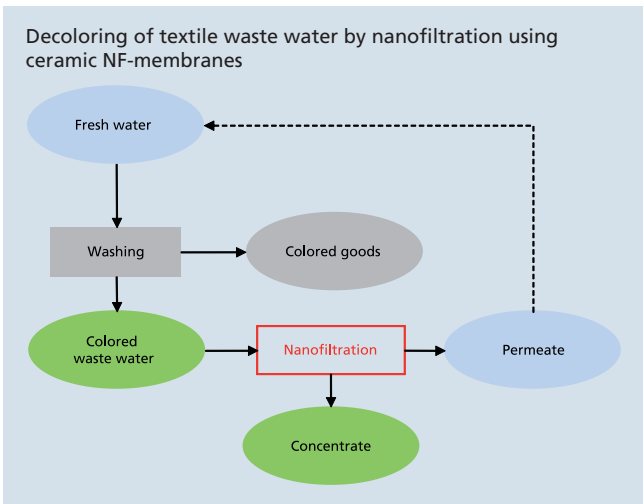 Decoloring of textile waste water by nanofiltration using
ceramic NF-membranes
Fresh water
Washing
Colored goods
Colored
waste water
Nanofiltration
Permeate
Concentrate